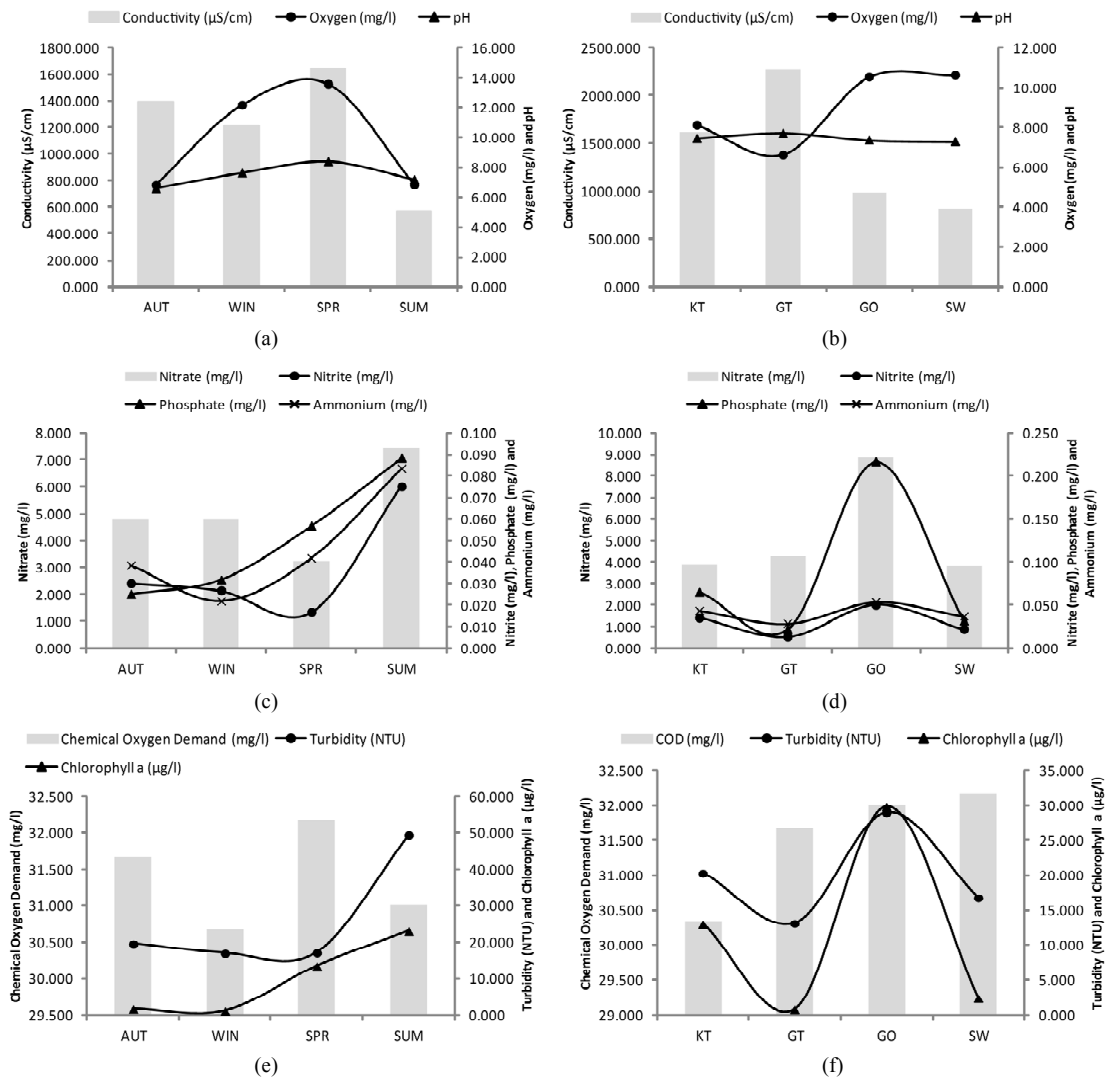 Conductivity (µS/cm) Oxygen (mg/l) pH
1800.000
1600.000
1400.000
1200.000
1000.000
800.000
600.000
400.000
200.000
0.000
Conductivity (µS/cm)
16.000
14.000
12.000
10.000
8.000
6.000
4.000
2.000
0.000
Oxygen (mg/l) and pH
AUT WIN SPR SUM
(a)
Conductivity (µS/cm) Oxygen (mg/l) pH
2500.000
2000.000
1500.000
1000.000
500.000
0.000
Conductivity (µS/cm)
12.000
10.000
8.000
6.000
4.000
2.000
0.000
Oxygen (mg/l) and pH
KT GT GO SW
(b)
Nitrate (mg/l) Nitrite (mg/l)
Phosphate (mg/l) Ammonium (mg/l)
8.000
7.000
6.000
5.000
4.000
3.000
2.000
1.000
0.000
Nitrate (mg/l)
0.100
0.090
0.080
0.070
0.060
0.050
0.040
0.030
0.020
0.010
0.000
Nitrite (mg/l), Phosphate (mg/l) and
Ammonium (mg/l)
AUT WIN SPR SUM
(c)
Nitrate (mg/l) Nitrite (mg/l)
Phosphate (mg/l) Ammonium (mg/l)
10.000
9.000
8.000
7.000
6.000
5.000
4.000
3.000
2.000
1.000
0.000
Nitrate (mg/l)
0.250
0.200
0.150
0.100
0.050
0.000
Nitrite (mg/l), Phosphate (mg/l) and
Ammonium (mg/l)
KT GT GO SW
(d)
Chemical Oxygen Demand (mg/l) Turbidity (NTU)
Chlorophyll a (µg/l)
32.500
32.000
31.500
31.000
30.500
30.000
29.500
Chemical Oxygen Demand (mg/l)
60.000
50.000
40.000
30.000
20.000
10.000
0.000
Turbidity (NTU) and Chlorophyll a (µg/l)
AUT WIN SPR SUM
(e)
COD (mg/l) Turbidity (NTU) Chlorophyll a (µg/l)
32.500
32.000
31.500
31.000
30.500
30.000
29.500
29.000
Chemical Oxygen Demand (mg/l)
35.000
30.000
25.000
20.000
15.000
10.000
5.000
0.000
Turbidity (NTU) and Chlorophyll a (µg/l)
KT GT GO SW
(f)